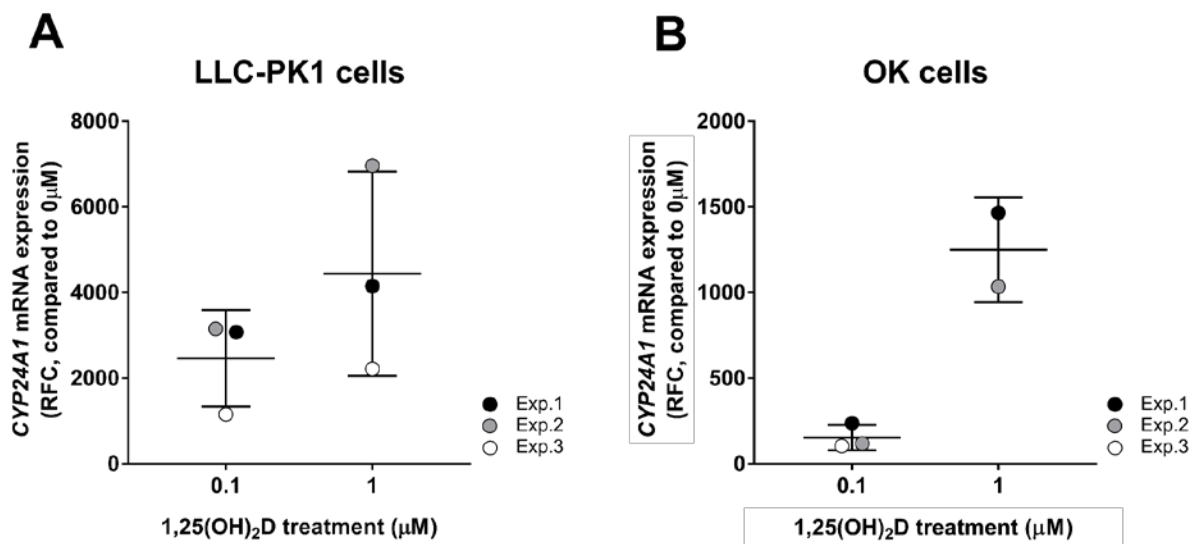 A
LLC-PK1 cells
CYP24A1 mRNA expression
(RFC, compared to 0μM)
8000
6000
4000
2000
0
0.1
1
1,25(OH)₂D treatment (μM)
Exp.1
Exp.2
Exp.3
B
OK cells
CYP24A1 mRNA expression
(RFC, compared to 0μM)
2000
1500
1000
500
0
0.1
1
1,25(OH)₂D treatment (μM)
Exp.1
Exp.2
Exp.3